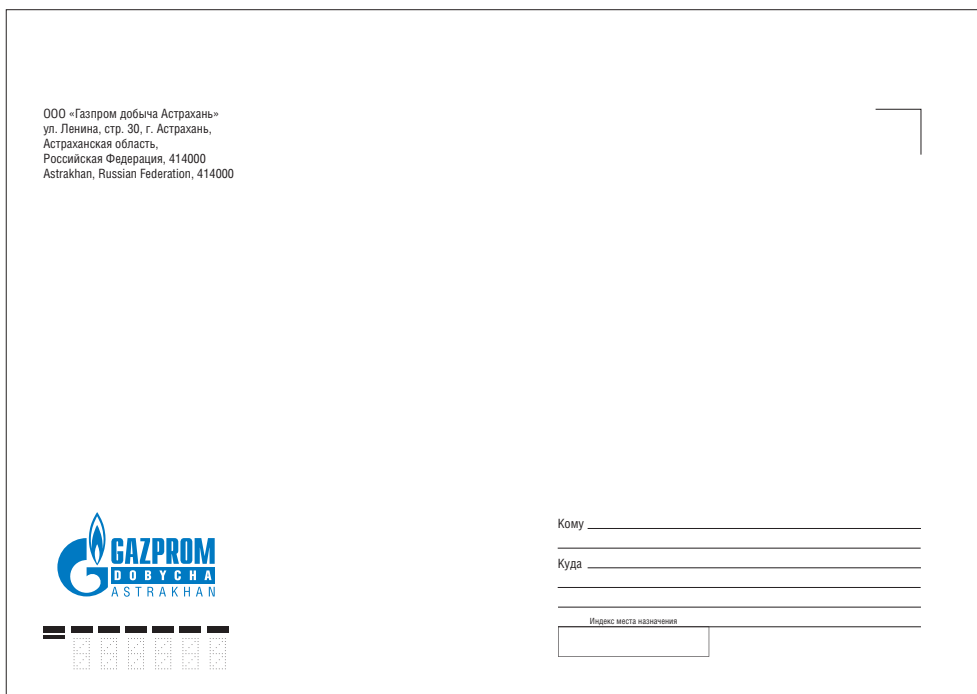 ООО «Газпром добыча Астрахань»
ул. Ленина, стр. 30, г. Астрахань,
Астраханская область,
Российская Федерация, 414000
Astrakhan, Russian Federation, 414000
GAZPROM
DOBYCHA
ASTRAKHAN
Кому
Куда
Индекс места назначения